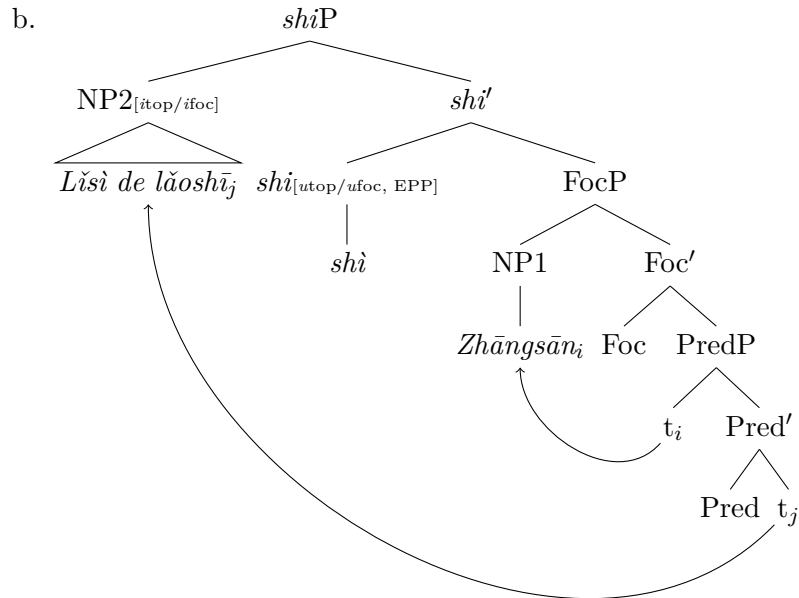 b.
shiP
NP2[itop/ifoc] shi′
Lǐsì de lǎoshī_j shi[utop/ufoc, EPP] FocP
shì NP1 Foc′
Zhāngsān_i Foc PredP
t_i Pred′
Pred t_j